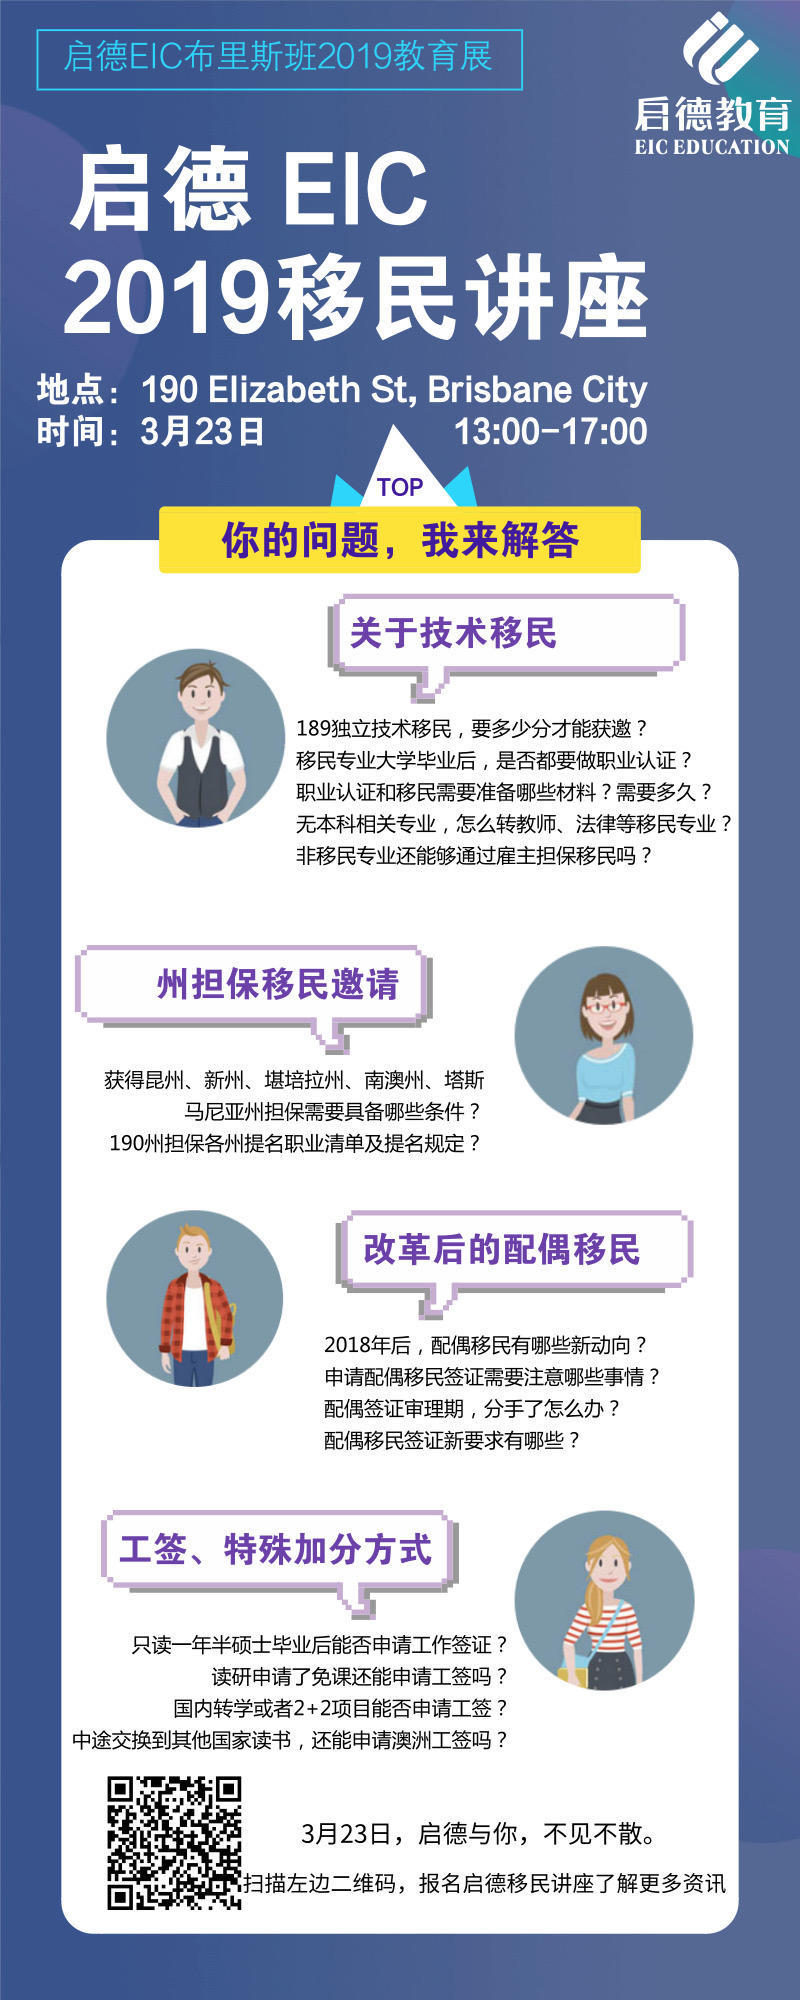 启德EIC布里斯班2019教育展
启德教育
EIC EDUCATION
启德 EIC
2019移民讲座
地点：190 Elizabeth St, Brisbane City
时间：3月23日 13:00-17:00
TOP
你的问题，我来解答
关于技术移民
189独立技术移民，要多少分才能获邀？
移民专业大学毕业后，是否都要做职业认证？
职业认证和移民需要准备哪些材料？需要多久？
无本科相关专业，怎么转教师、法律等移民专业？
非移民专业还能够通过雇主担保移民吗？
州担保移民邀请
获得昆州、新州、堪培拉州、南澳州、塔斯
马尼亚州担保需要具备哪些条件？
190州担保各州提名职业清单及提名规定？
改革后的配偶移民
2018年后，配偶移民有哪些新动向？
申请配偶移民签证需要注意哪些事情？
配偶签证审理期，分手了怎么办？
配偶移民签证新要求有哪些？
工签、特殊加分方式
只读一年半硕士毕业后能否申请工作签证？
读研申请了免课还能申请工签吗？
国内转学或者2+2项目能否申请工签？
中途交换到其他国家读书，还能申请澳洲工签吗？
3月23日，启德与你，不见不散。
扫描左边二维码，报名启德移民讲座了解更多资讯